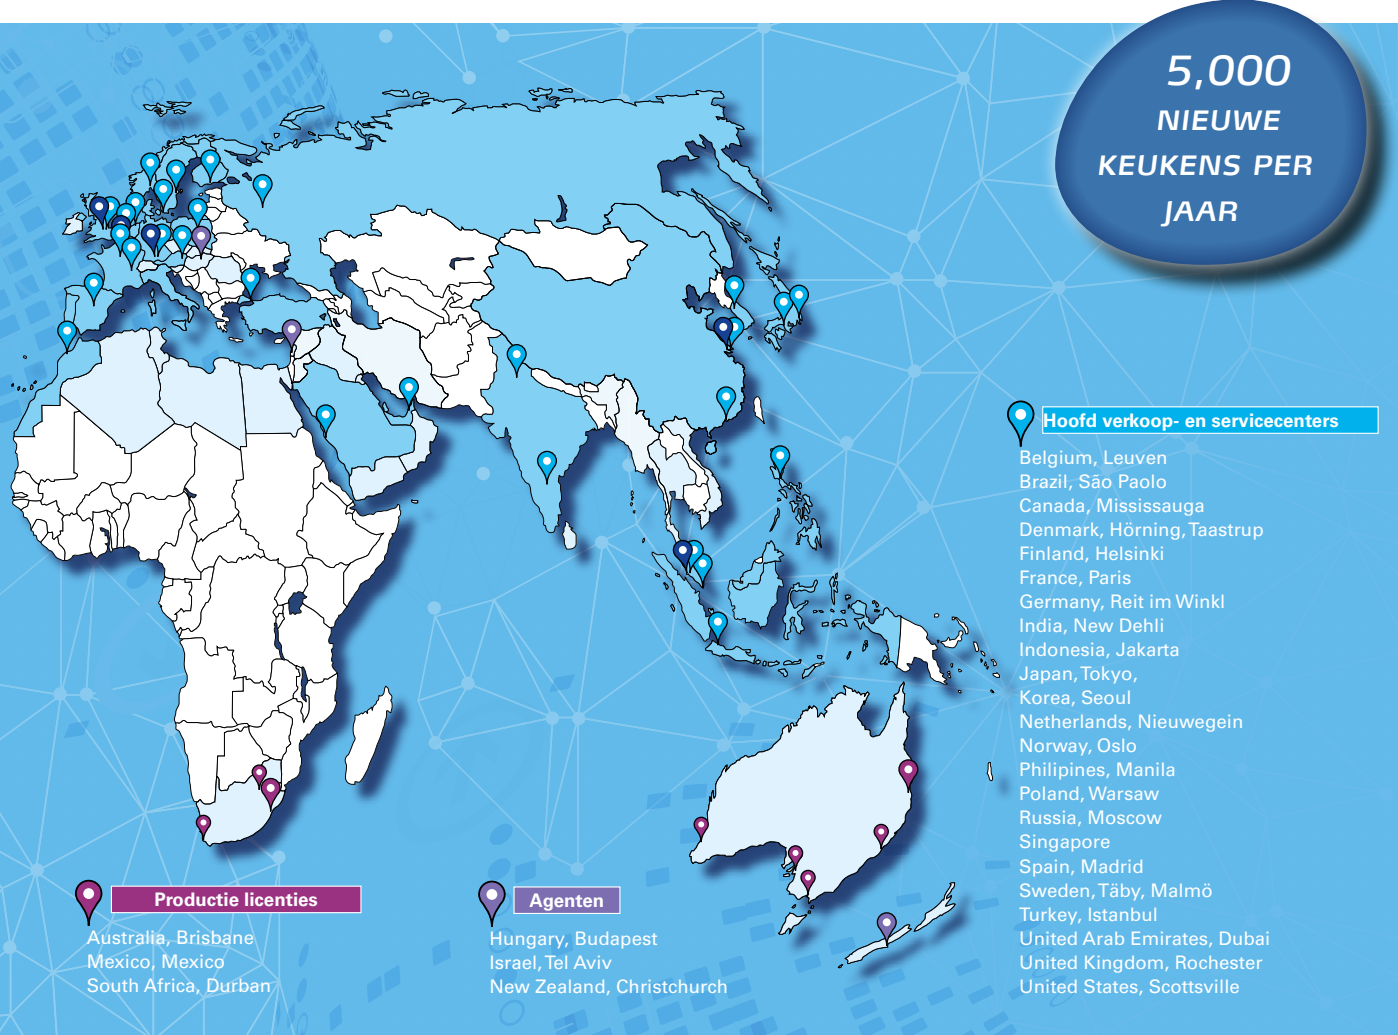 5,000
NIEUWE
KEUKENS PER
JAAR
Hoofd verkoop- en servicecenters
Belgium, Leuven
Brazil, São Paolo
Canada, Mississauga
Denmark, Hörning, Taastrup
Finland, Helsinki
France, Paris
Germany, Reit im Winkl
India, New Dehli
Indonesia, Jakarta
Japan, Tokyo,
Korea, Seoul
Netherlands, Nieuwegein
Norway, Oslo
Philipines, Manila
Poland, Warsaw
Russia, Moscow
Singapore
Spain, Madrid
Sweden, Täby, Malmö
Turkey, Istanbul
United Arab Emirates, Dubai
United Kingdom, Rochester
United States, Scottsville
Productie licenties
Australia, Brisbane
Mexico, Mexico
South Africa, Durban
Agenten
Hungary, Budapest
Israel, Tel Aviv
New Zealand, Christchurch